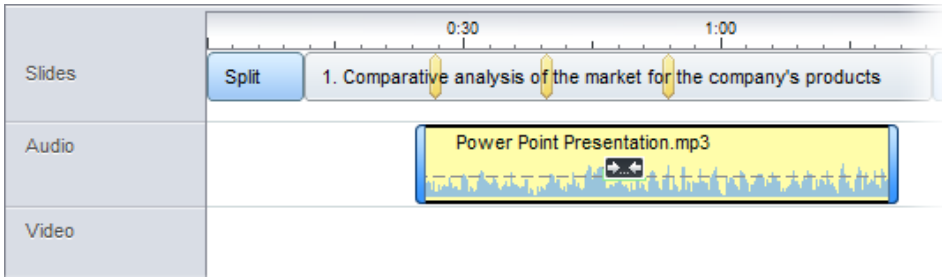 0:30 1:00
Slides
Split
1. Comparative analysis of the market for the company's products
Audio
Power Point Presentation.mp3
Video